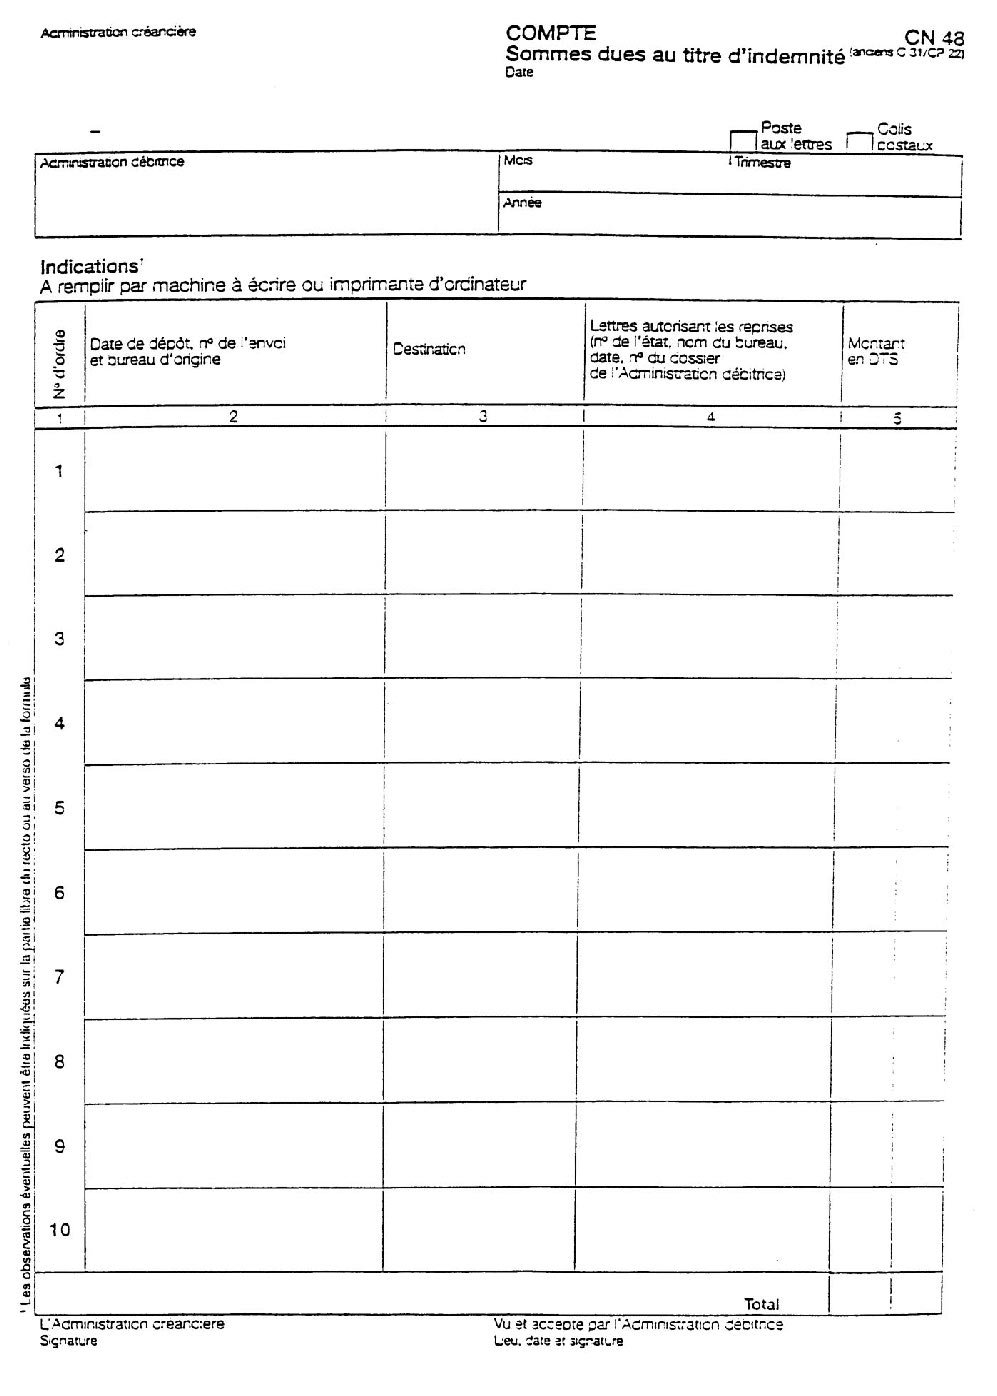 Administration créancière
COMPTE
CN 48
Sommes dues au titre d'indemnité (anciens C 31/CP 22)
Date
Poste aux lettres
Colis postaux
Administration débitrice
Mois
Trimestre
Année
Indications¹
A remplir par machine à écrire ou imprimante d'ordinateur
N° d'ordre
Date de dépôt, nº de l'envoi
et bureau d'origine
Destination
Lettres autorisant les reprises
(nº de l'état, nom du bureau,
date, nº du dossier
de l'Administration débitrice)
Montant
en DTS
1 2 3 4 5
1
2
3
4
5
6
7
8
9
10
Total
L'Administration créancière
Signature
Vu et accepté par l'Administration débitrice
Lieu, date et signature
¹ Les observations éventuelles peuvent être indiquées sur la partie libre du recto ou au verso de la formule